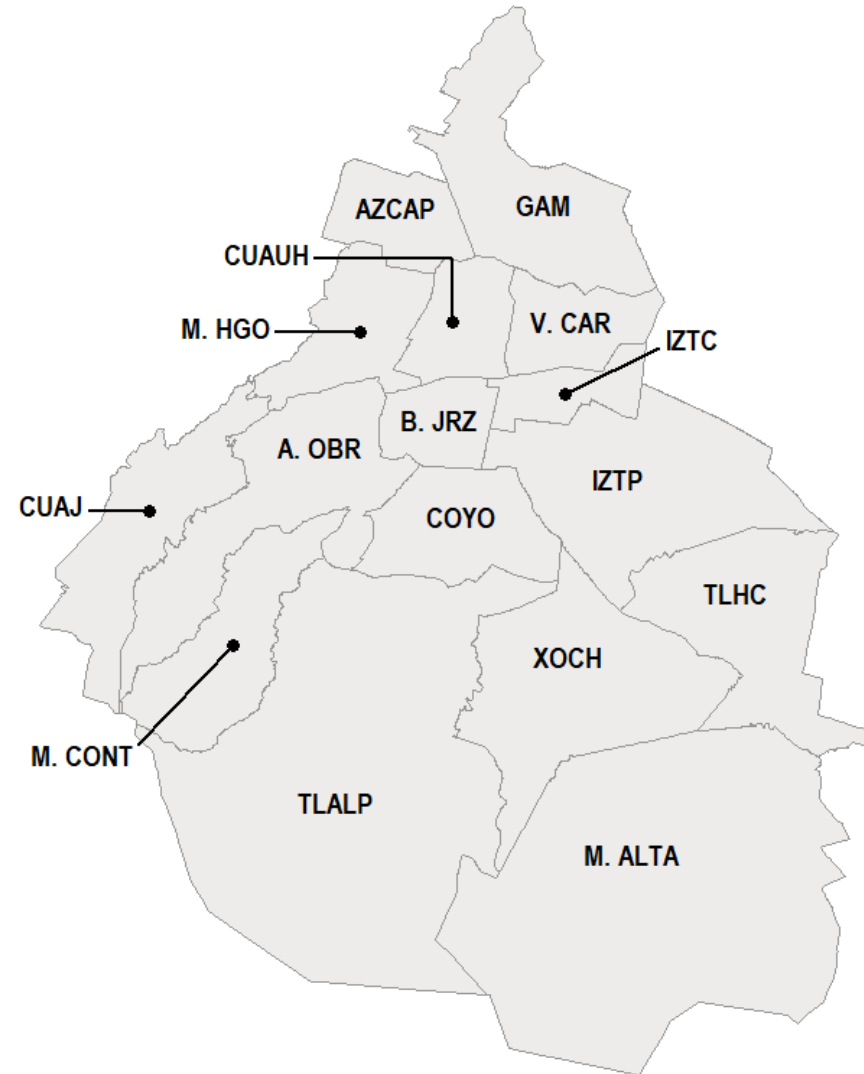 AZCAP
GAM
CUAUH
M. HGO
V. CAR
IZTC
B. JRZ
A. OBR
IZTP
CUAJ
COYO
TLHC
XOCH
M. CONT
TLALP
M. ALTA